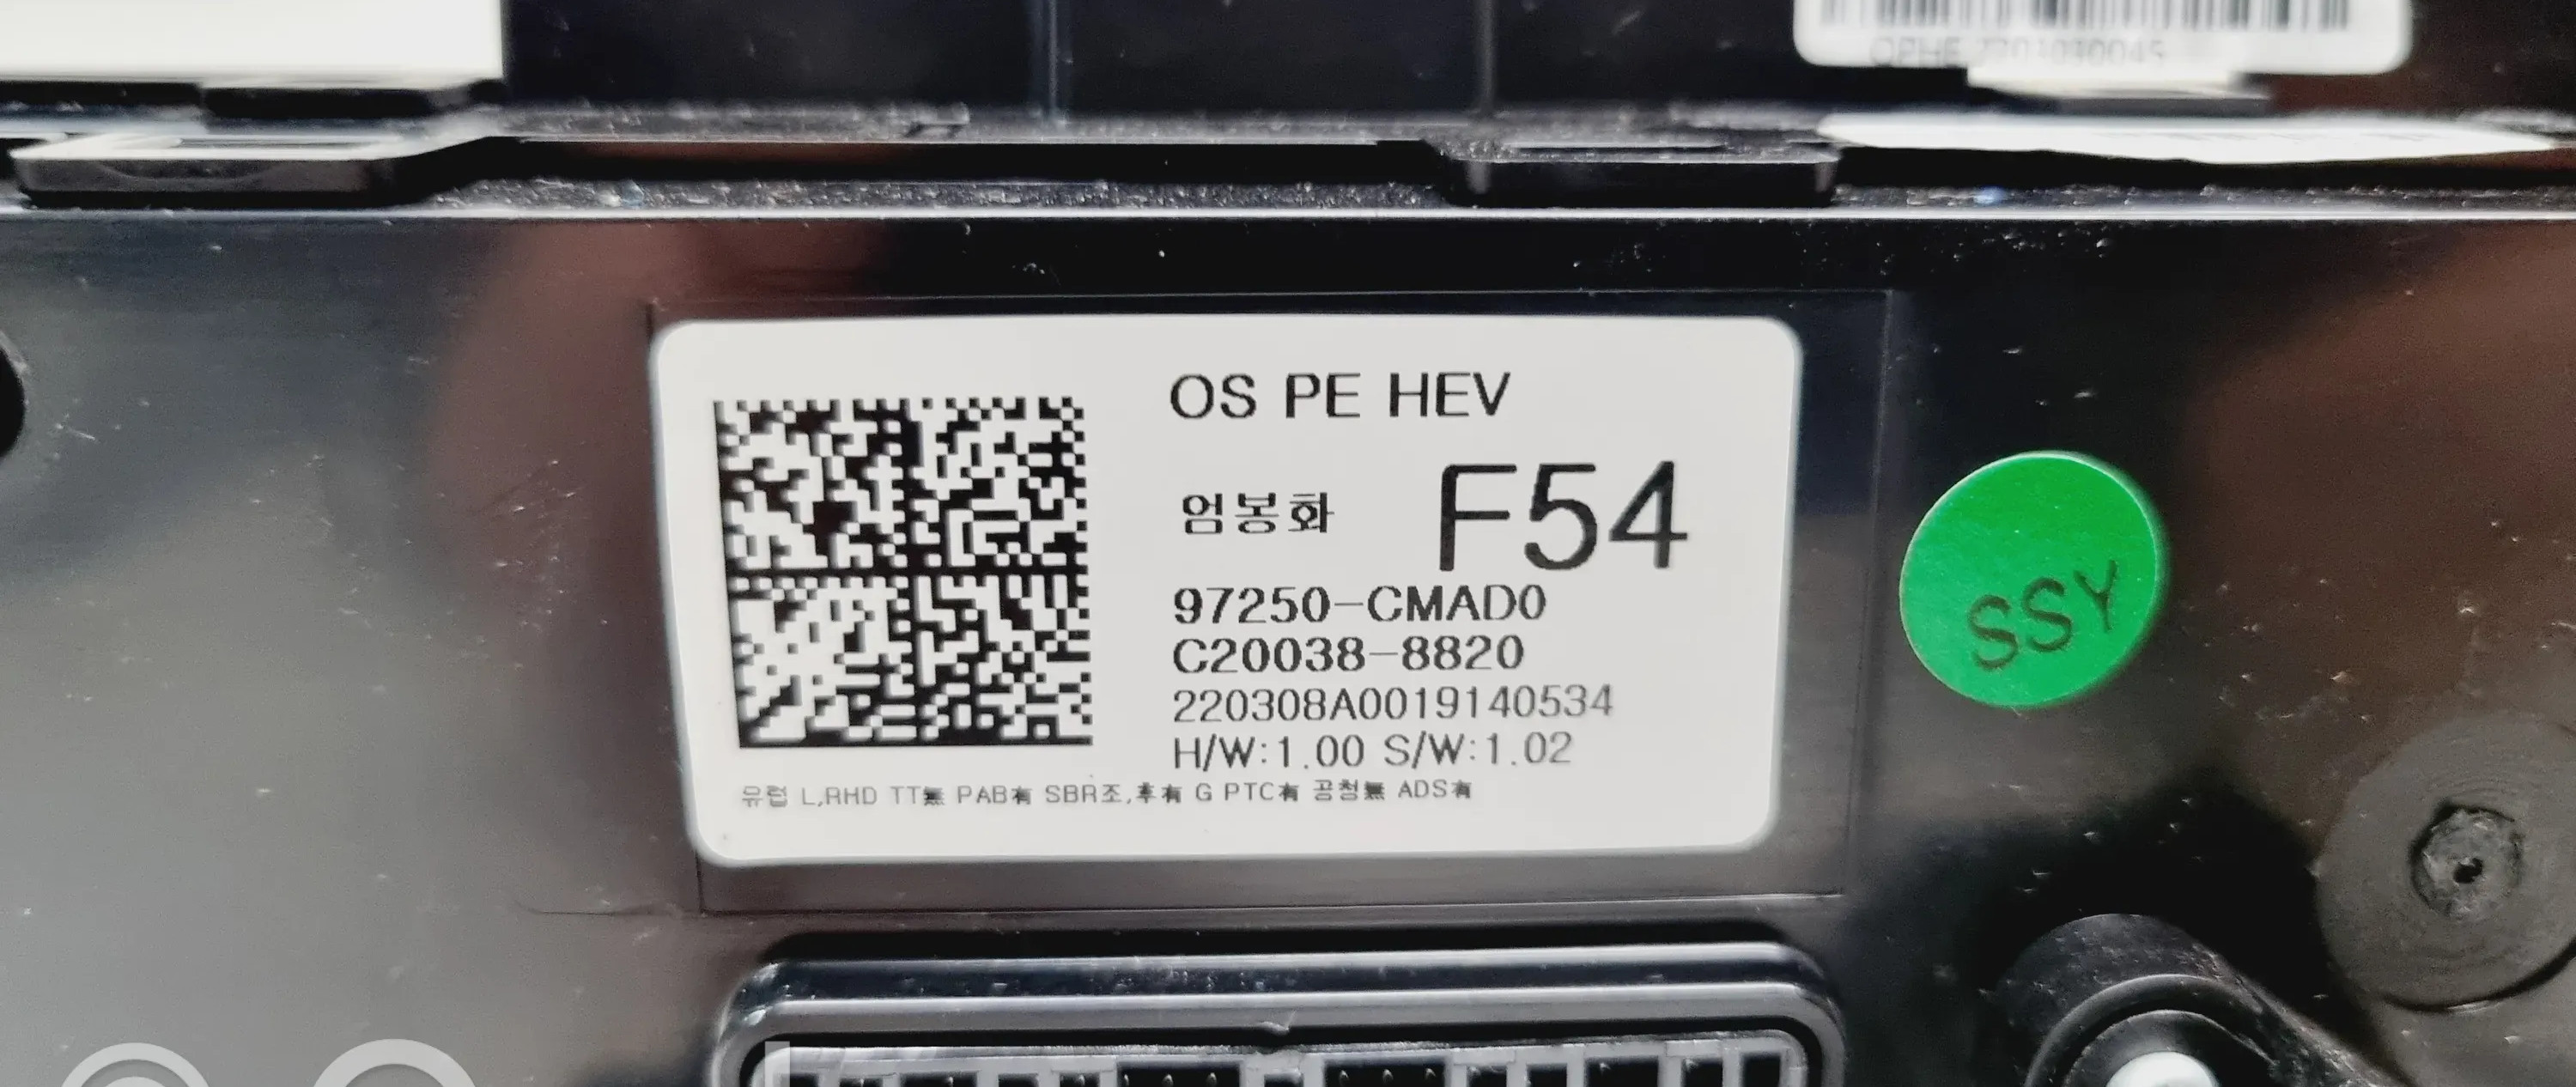 OS PE HEV
엄봉화 F54
97250-CMAD0
C20038-8820
220308A0019140534
H/W:1.00 S/W:1.02
유럽 L,RHD TT無 PAB有 SBR조,후有 G PTC有 공청無 ADS有
SSY